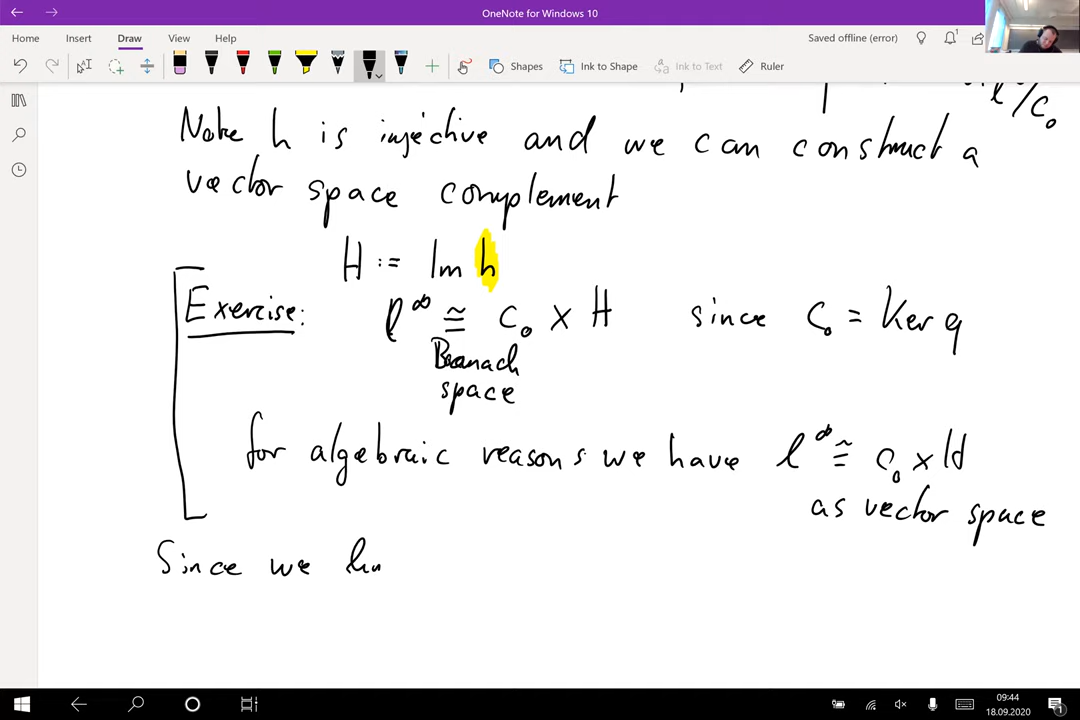 OneNote for Windows 10
Home Insert Draw View Help Saved offline (error)
Shapes Ink to Shape Ink to Text Ruler
l/c₀
Note h is injective and we can construct a
vector space complement
H := Im h
Exercise: l^∞ ≅ c₀ x H since c₀ = Ker q
Banach
space
for algebraic reasons we have l^∞ ≅ c₀ x H
as vector space
Since we
09:44
18.09.2020